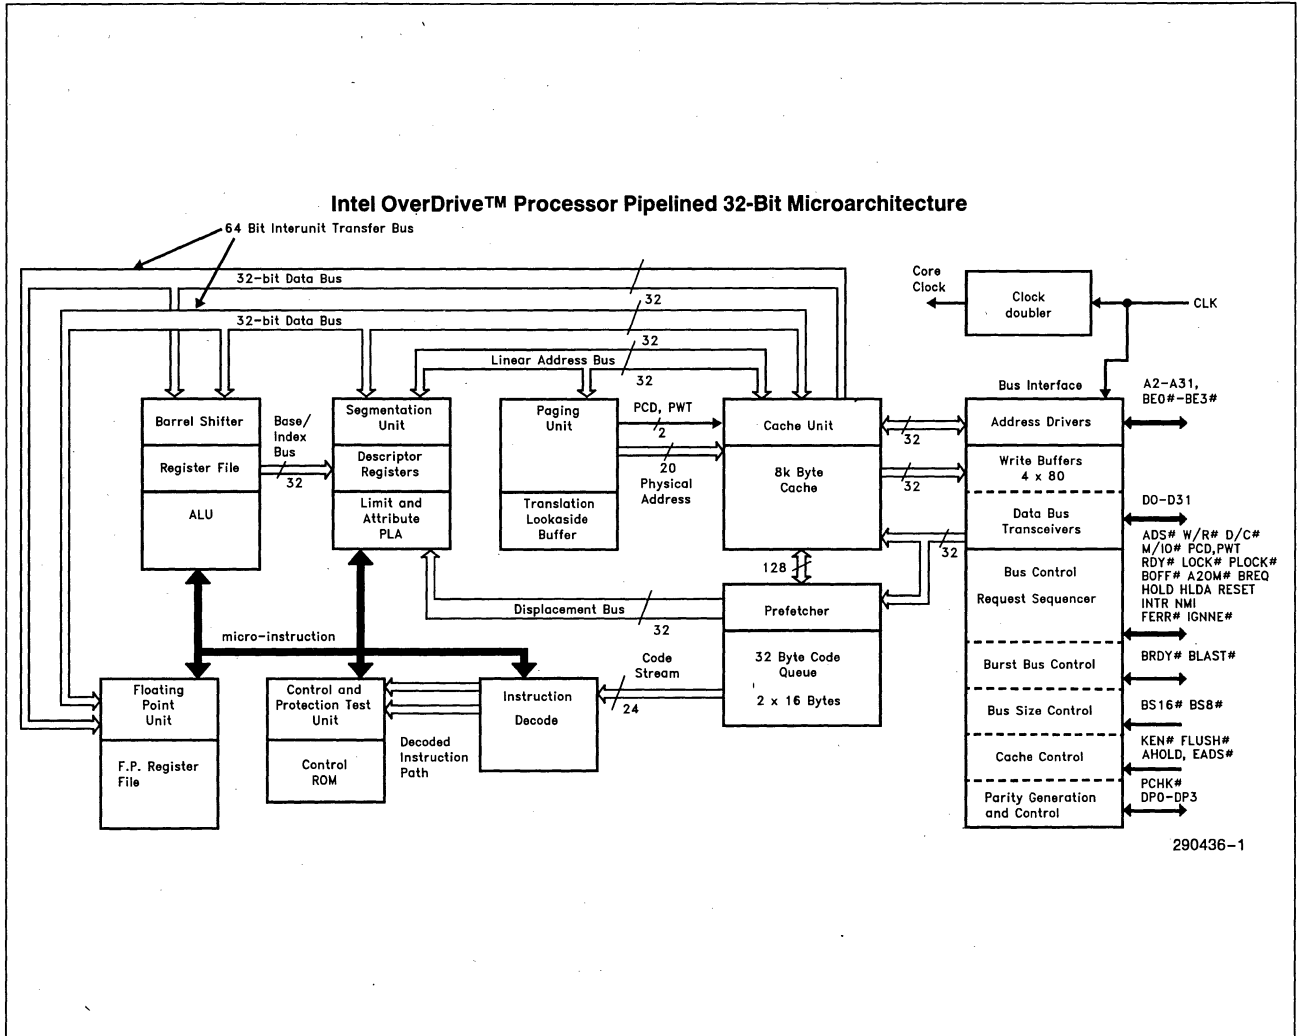 Intel OverDrive™ Processor Pipelined 32-Bit Microarchitecture
64 Bit Interunit Transfer Bus
32-bit Data Bus
32
32-bit Data Bus
32
Linear Address Bus
32
Core
Clock
Clock
doubler
CLK
Barrel Shifter
Register File
ALU
Base/
Index
Bus
32
Segmentation
Unit
Descriptor
Registers
Limit and
Attribute
PLA
Paging
Unit
Translation
Lookaside
Buffer
PCD, PWT
2
20
Physical
Address
Cache Unit
8k Byte
Cache
32
32
32
128
Bus Interface
Address Drivers
Write Buffers
4 x 80
Data Bus
Transceivers
Bus Control
Request Sequencer
Burst Bus Control
Bus Size Control
Cache Control
Parity Generation
and Control
A2-A31,
BE0#-BE3#
D0-D31
ADS# W/R# D/C#
M/IO# PCD,PWT
RDY# LOCK# PLOCK#
BOFF# A20M# BREQ
HOLD HLDA RESET
INTR NMI
FERR# IGNNE#
BRDY# BLAST#
BS16# BS8#
KEN# FLUSH#
AHOLD, EADS#
PCHK#
DP0-DP3
Displacement Bus
32
Prefetcher
32 Byte Code
Queue
2 x 16 Bytes
micro-instruction
Code
Stream
24
Floating
Point
Unit
F.P. Register
File
Control and
Protection Test
Unit
Control
ROM
Decoded
Instruction
Path
Instruction
Decode
290436-1